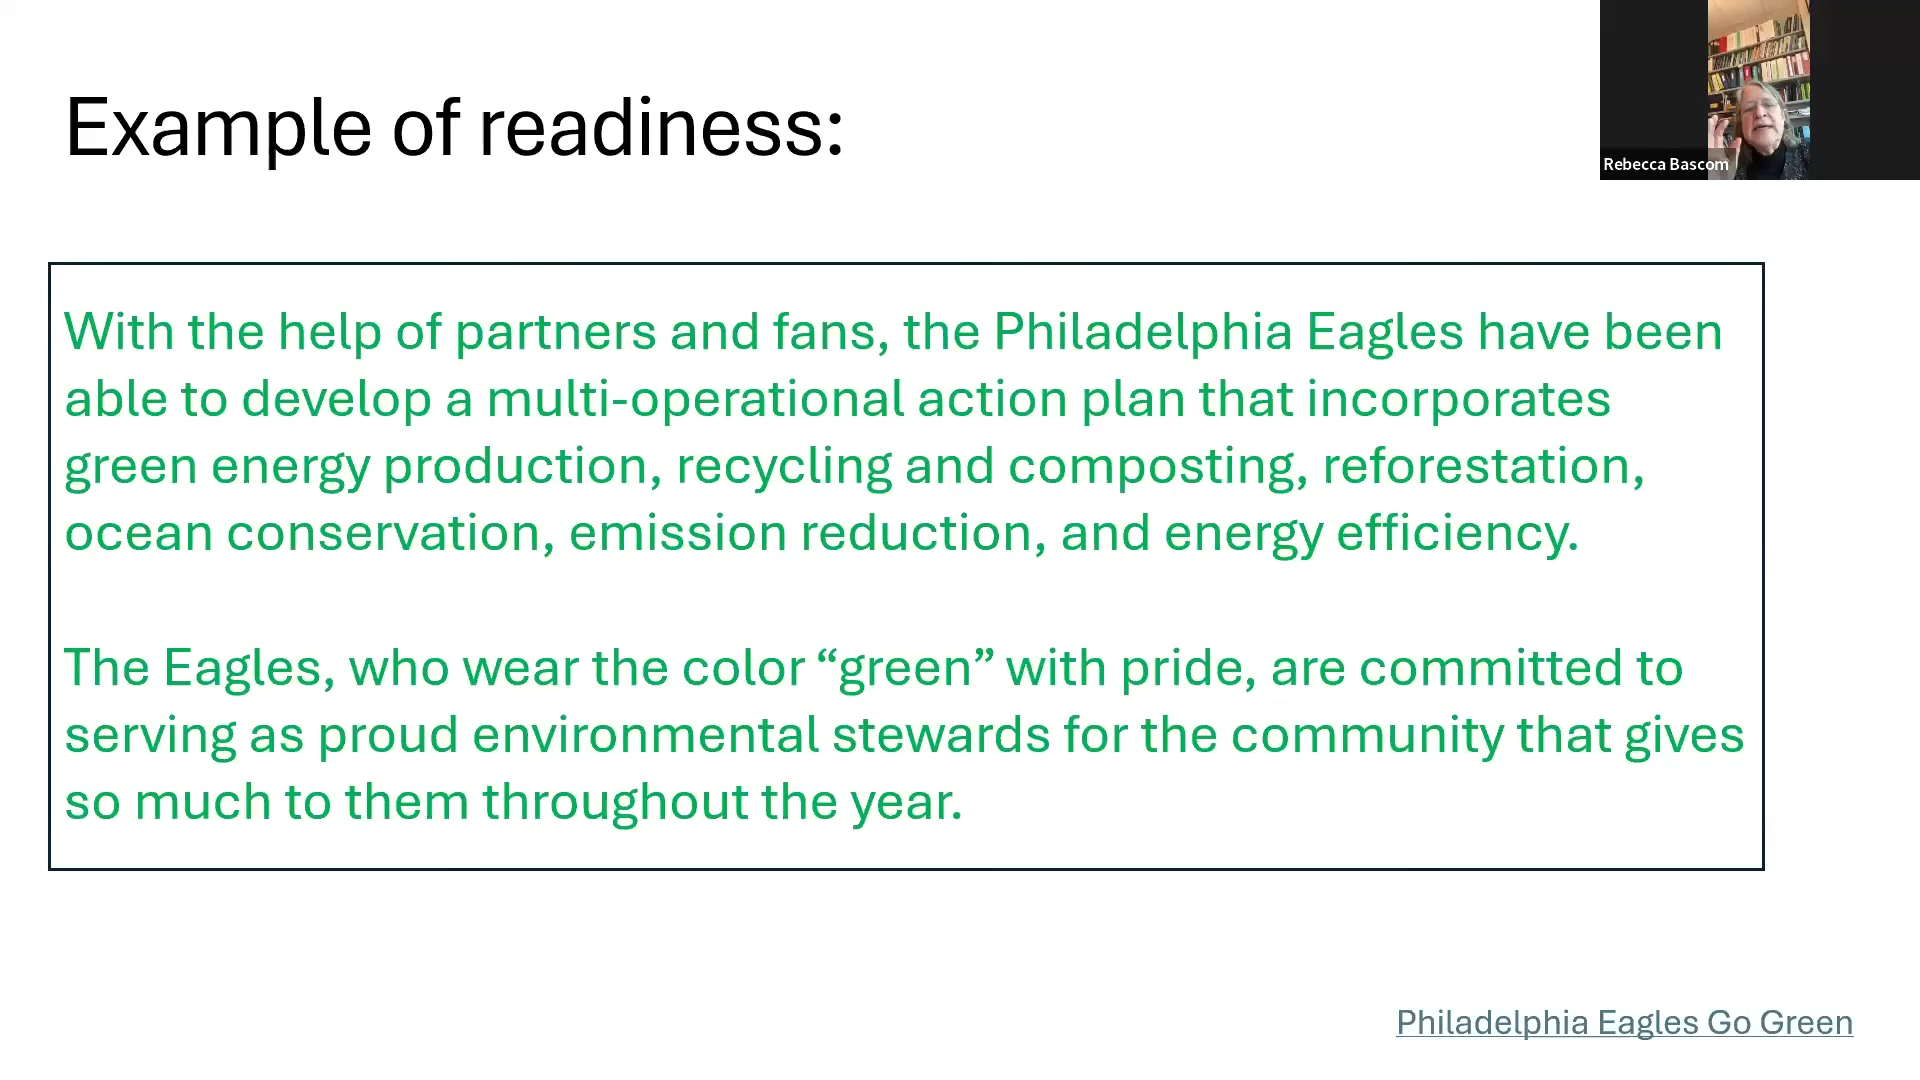 Example of readiness:
Rebecca Bascom
With the help of partners and fans, the Philadelphia Eagles have been
able to develop a multi-operational action plan that incorporates
green energy production, recycling and composting, reforestation,
ocean conservation, emission reduction, and energy efficiency.
The Eagles, who wear the color “green” with pride, are committed to
serving as proud environmental stewards for the community that gives
so much to them throughout the year.
Philadelphia Eagles Go Green